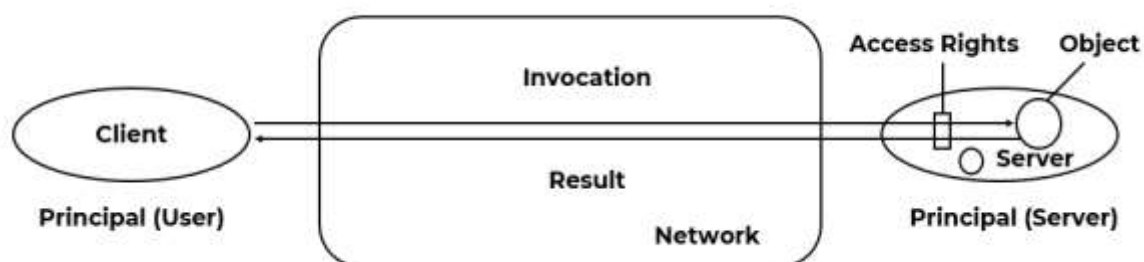 Access Rights
Object
Invocation
Client
Server
Result
Principal (User)
Principal (Server)
Network